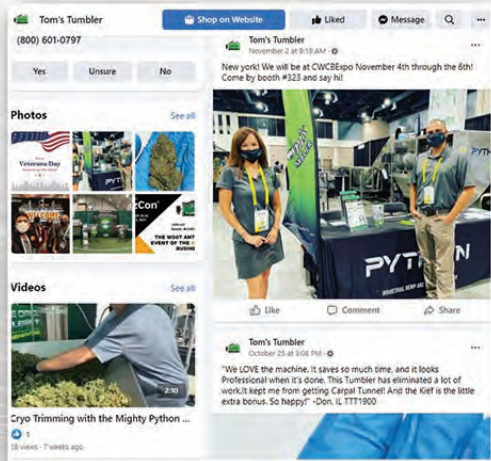 Tom's Tumbler
Shop on Website
Liked
Message
(800) 601-0797
Yes
Unsure
No
Photos
See all
Veterans Day
PYTH
zCon
THE MOST ANT
EVENT OF THE
Videos
See all
2:10
Cryo Trimming with the Mighty Python ...
1
18 views · 7 weeks ago
Tom's Tumbler
November 2 at 9:19 AM
New york! We will be at CWCBExpo November 4th through the 6th!
Come by booth #323 and say hi!
PYTH
PYTHON
Like
Comment
Share
Tom's Tumbler
October 25 at 3:06 PM
"We LOVE the machine. It saves so much time, and it looks
Professional when it's done. This Tumbler has eliminated a lot of
work.It kept me from getting Carpal Tunnel! And the Kief is the little
extra bonus. So happy!" -Don, IL TTT1900